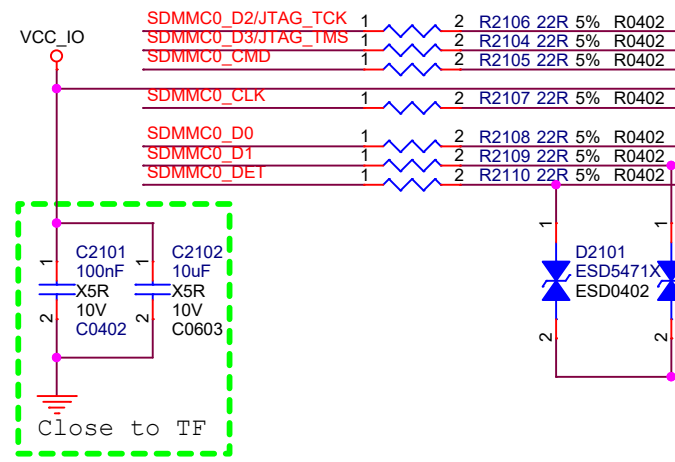 SDMMC0_D2/JTAG_TCK 1 2 R2106 22R 5% R0402
VCC_IO
SDMMC0_D3/JTAG_TMS 1 2 R2104 22R 5% R0402
SDMMC0_CMD 1 2 R2105 22R 5% R0402
SDMMC0_CLK 1 2 R2107 22R 5% R0402
SDMMC0_D0 1 2 R2108 22R 5% R0402
SDMMC0_D1 1 2 R2109 22R 5% R0402
SDMMC0_DET 1 2 R2110 22R 5% R0402
1
C2101
100nF
X5R
10V
C0402
2
1
C2102
10uF
X5R
10V
C0603
2
1
D2101
ESD5471X
ESD0402
2
1
2
Close to TF